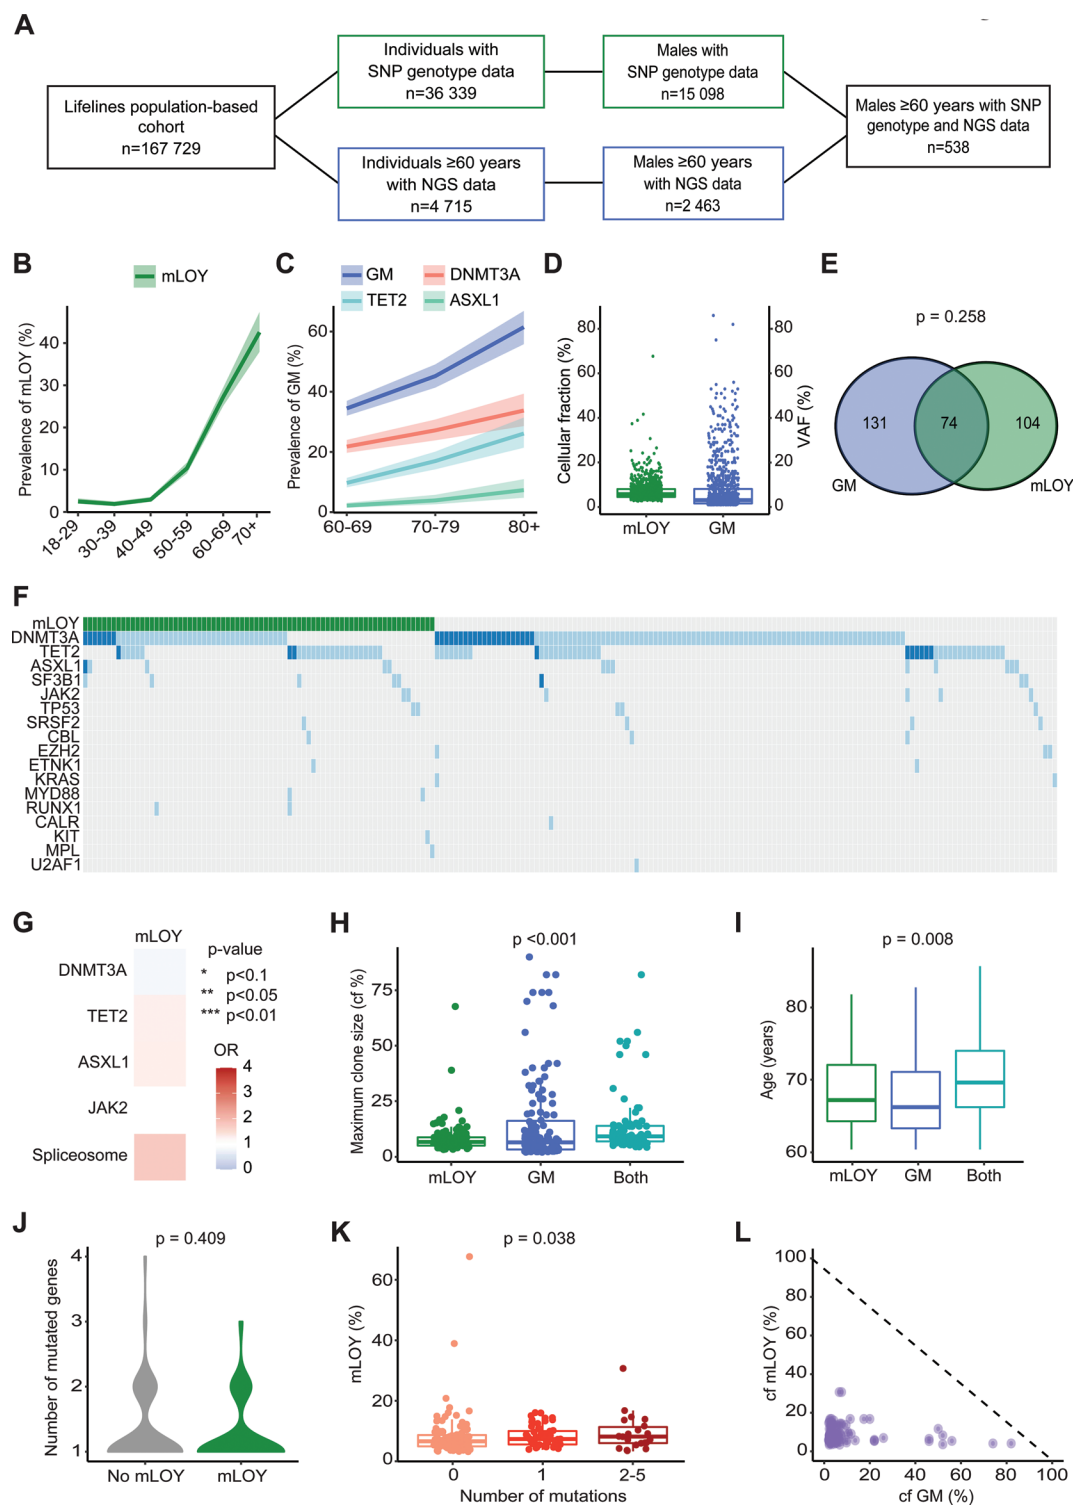 A
Lifelines population-based
cohort
n=167 729
Individuals with
SNP genotype data
n=36 339
Males with
SNP genotype data
n=15 098
Individuals ≥60 years
with NGS data
n=4 715
Males ≥60 years
with NGS data
n=2 463
Males ≥60 years with SNP
genotype and NGS data
n=538
B
mLOY
Prevalence of mLOY (%)
40
30
20
10
0
18-29
30-39
40-49
50-59
60-69
70+
C
GM
DNMT3A
TET2
ASXL1
Prevalence of GM (%)
60
40
20
0
60-69
70-79
80+
D
Cellular fraction (%)
80
60
40
20
0
mLOY
GM
80
60
40
20
0
VAF (%)
E
p = 0.258
131
74
104
GM
mLOY
F
mLOY
DNMT3A
TET2
ASXL1
SF3B1
JAK2
TP53
SRSF2
CBL
EZH2
ETNK1
KRAS
MYD88
RUNX1
CALR
KIT
MPL
U2AF1
G
mLOY
DNMT3A
TET2
ASXL1
JAK2
Spliceosome
p-value
* p<0.1
** p<0.05
*** p<0.01
OR
4
3
2
1
0
H
p <0.001
Maximum clone size (cf %)
75
50
25
0
mLOY
GM
Both
I
p = 0.008
Age (years)
80
70
60
mLOY
GM
Both
J
p = 0.409
Number of mutated genes
4
3
2
1
No mLOY
mLOY
K
p = 0.038
mLOY (%)
60
40
20
0
0
1
2-5
Number of mutations
L
cf mLOY (%)
100
80
60
40
20
0
0
20
40
60
80
100
cf GM (%)